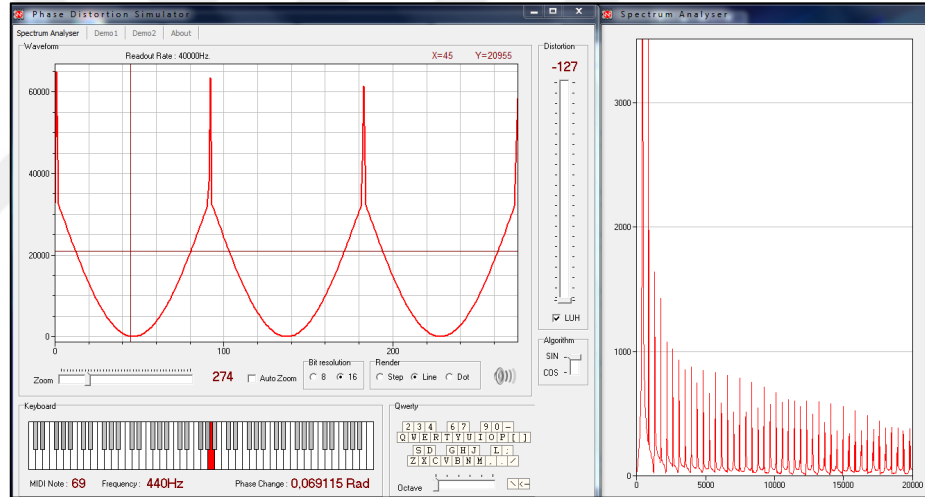 Phase Distortion Simulator
Spectrum Analyser Demo1 Demo2 About
Waveform
Readout Rate : 40000Hz.
X=45 Y=20955
60000
40000
20000
0
0 100 200
Zoom
274
Auto Zoom
Bit resolution
8 16
Render
Step Line Dot
Distortion
-127
LUH
Algorithm
SIN
COS
Keyboard
MIDI Note : 69 Frequency : 440Hz Phase Change : 0,069115 Rad
Qwerty
2 3 4 6 7 9 0 -
Q W E R T Y U I O P [ ]
S D G H J L ;
Z X C V B N M , . /
Octave
\ <-
Spectrum Analyser
3000
2000
1000
0
0 5000 10000 15000 20000